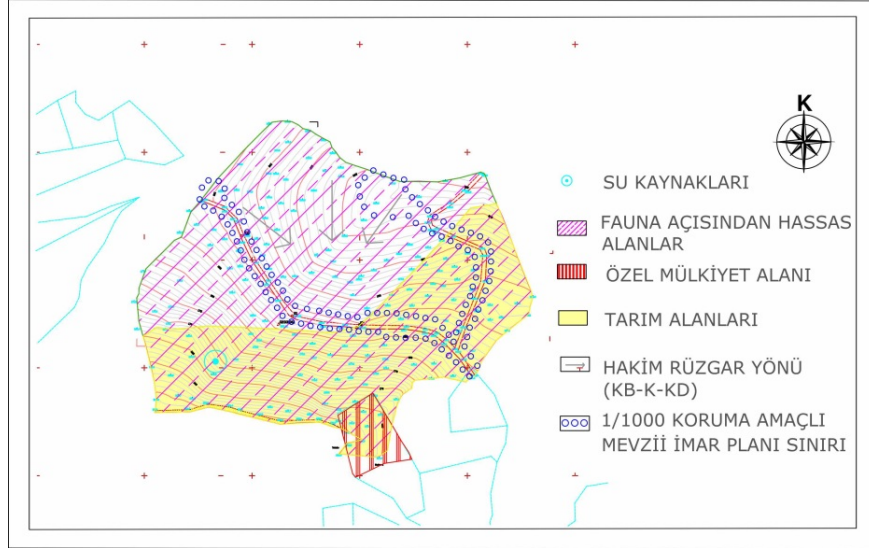 K
SU KAYNAKLARI
FAUNA AÇISINDAN HASSAS
ALANLAR
ÖZEL MÜLKİYET ALANI
TARIM ALANLARI
HAKİM RÜZGAR YÖNÜ
(KB-K-KD)
1/1000 KORUMA AMAÇLI
MEVZİİ İMAR PLANI SINIRI